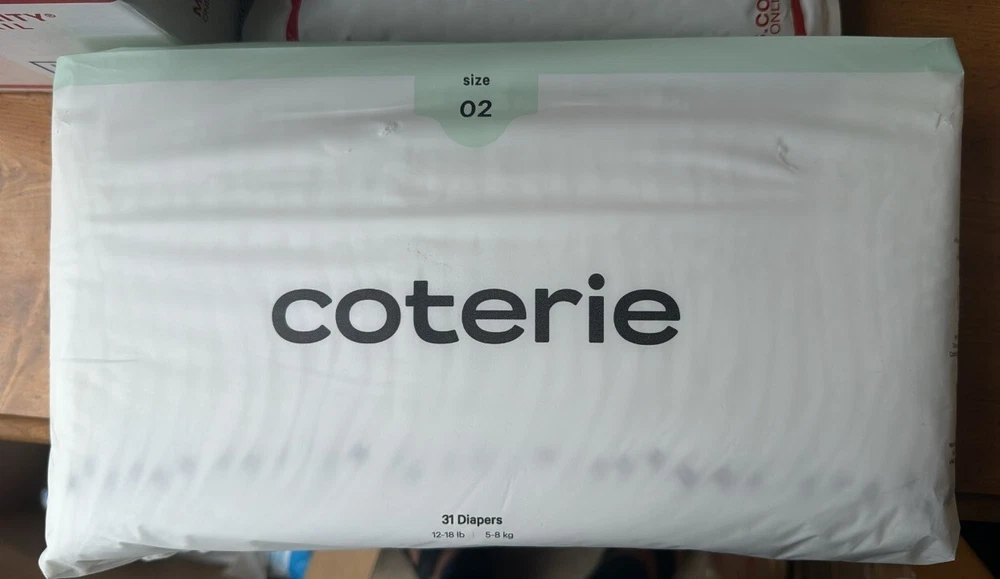 size
02
coterie
31 Diapers
12-18 lb | 5-8 kg